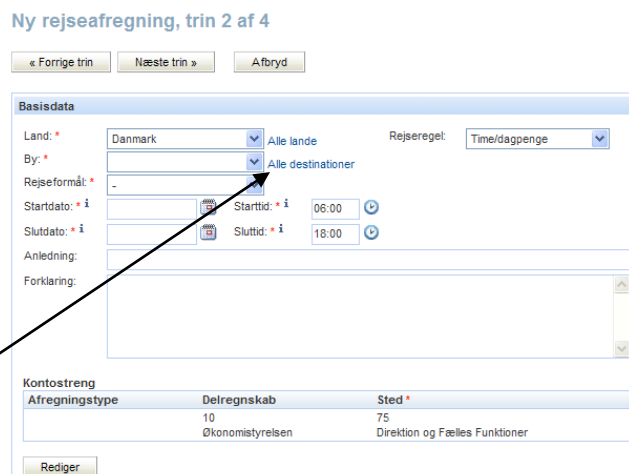 Ny rejseafregning, trin 2 af 4
« Forrige trin Næste trin » Afbryd
Basisdata
Land: * Danmark Alle lande Rejseregel: Time/dagpenge
By: * Alle destinationer
Rejseformål: * -
Startdato: * i Starttid: * i 06:00
Slutdato: * i Sluttid: * i 18:00
Anledning:
Forklaring:
Kontostreng
Afregningstype Delregnskab Sted *
10 75
Økonomistyrelsen Direktion og Fælles Funktioner
Rediger